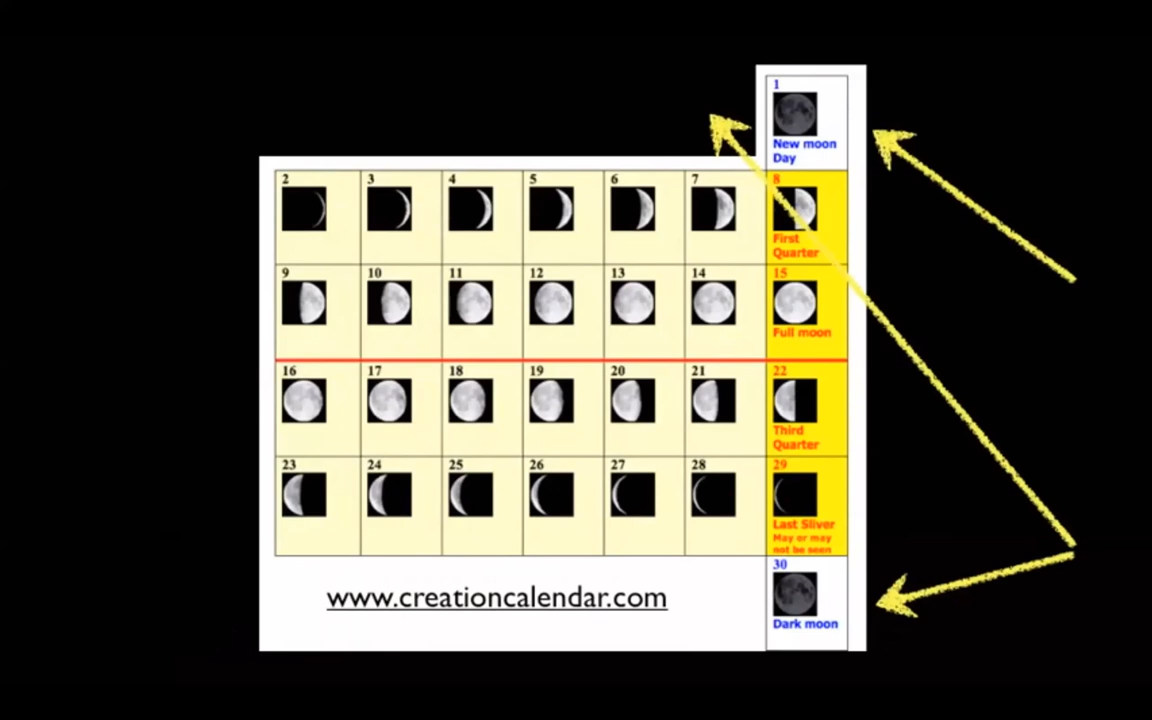 1
New moon
Day
2 3 4 5 6 7 8
First
Quarter
9 10 11 12 13 14 15
Full moon
16 17 18 19 20 21 22
Third
Quarter
23 24 25 26 27 28 29
Last Sliver
May or may
not be seen
30
Dark moon
www.creationcalendar.com